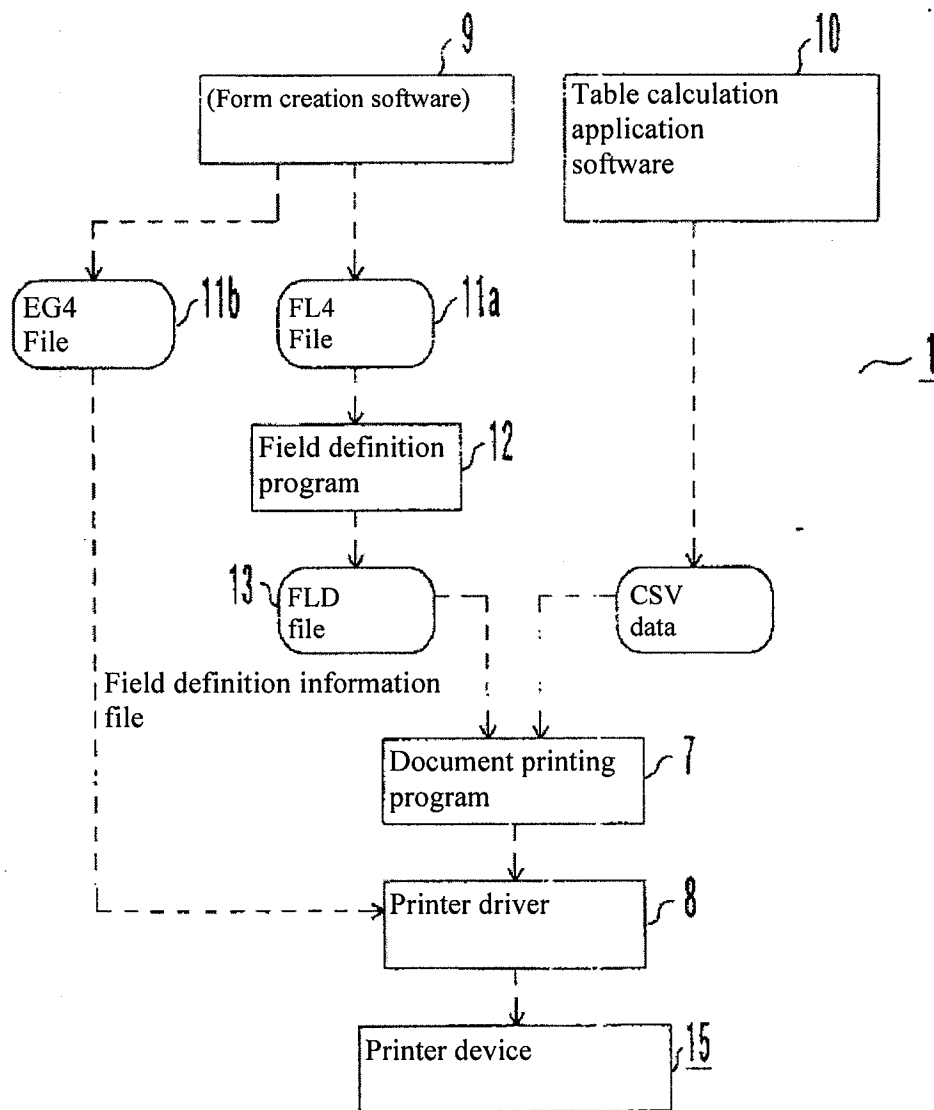 9
10
(Form creation software)
Table calculation
application
software
EG4
File
11b
FL4
File
11a
1
Field definition
program
12
13
FLD
file
CSV
data
Field definition information
file
Document printing
program
7
Printer driver
8
Printer device
15